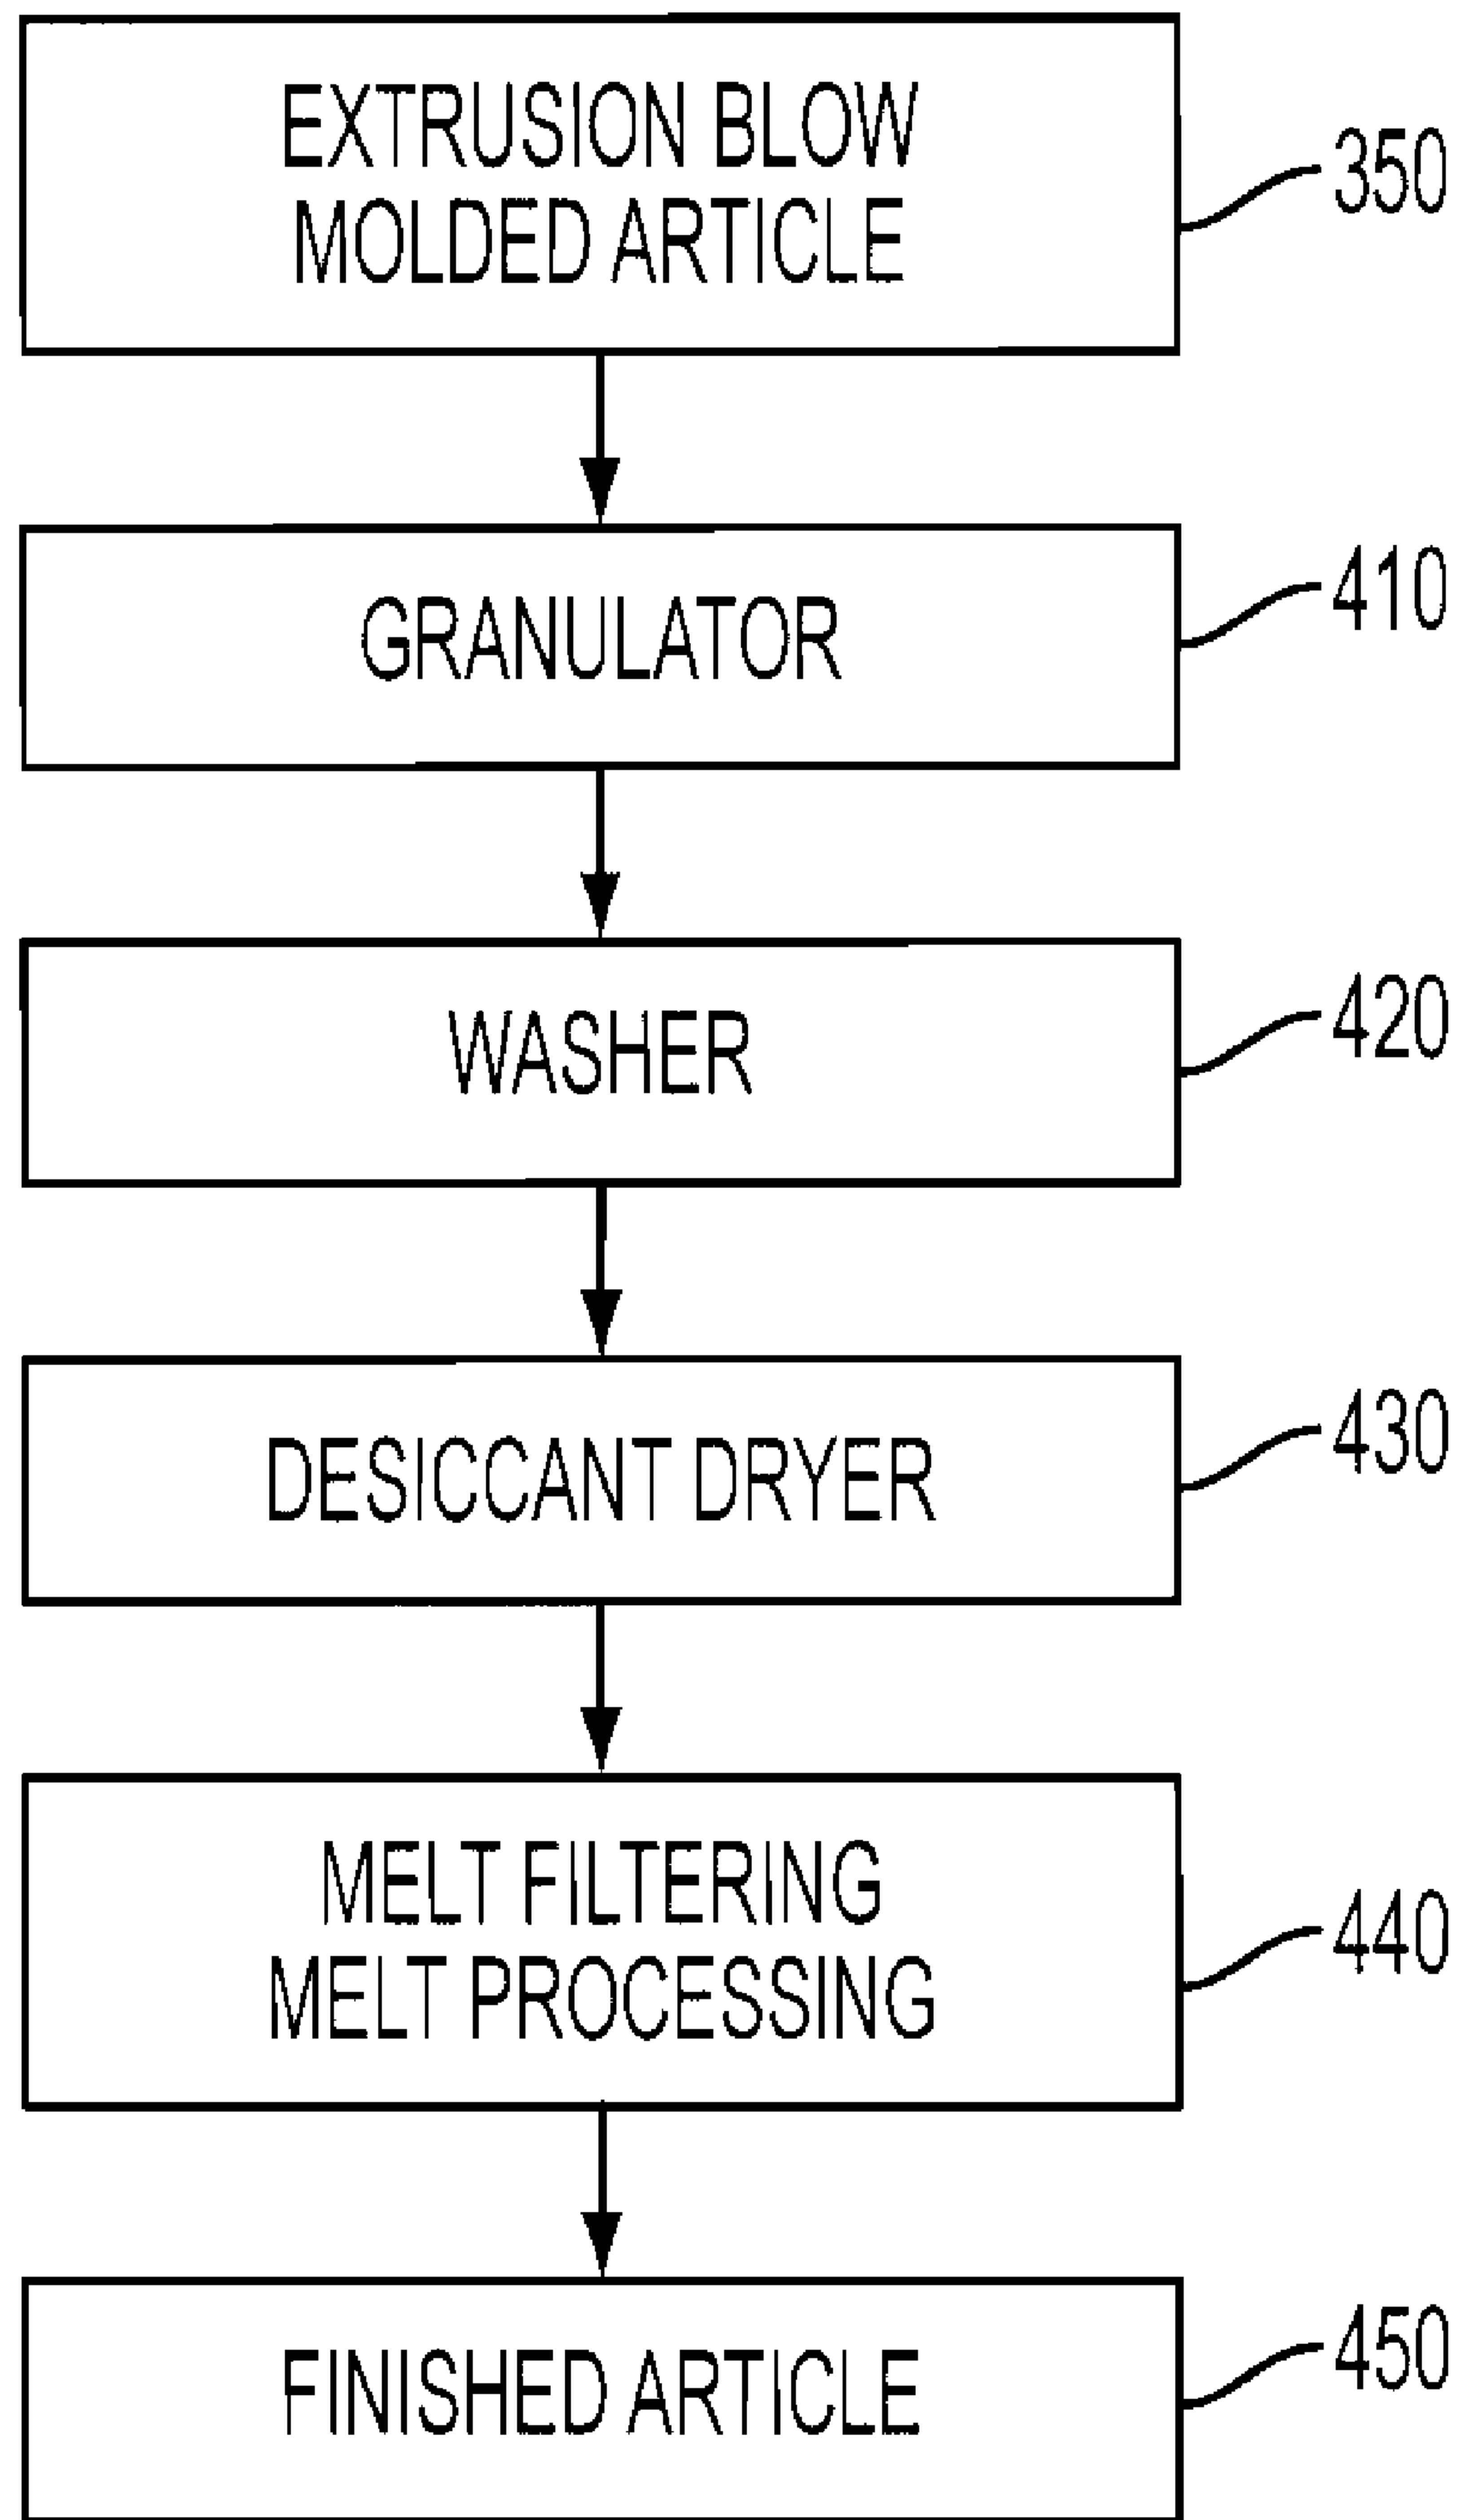 EXTRUSION BLOW
MOLDED ARTICLE
350
GRANULATOR
410
WASHER
420
DESICCANT DRYER
430
MELT FILTERING
MELT PROCESSING
440
FINISHED ARTICLE
450